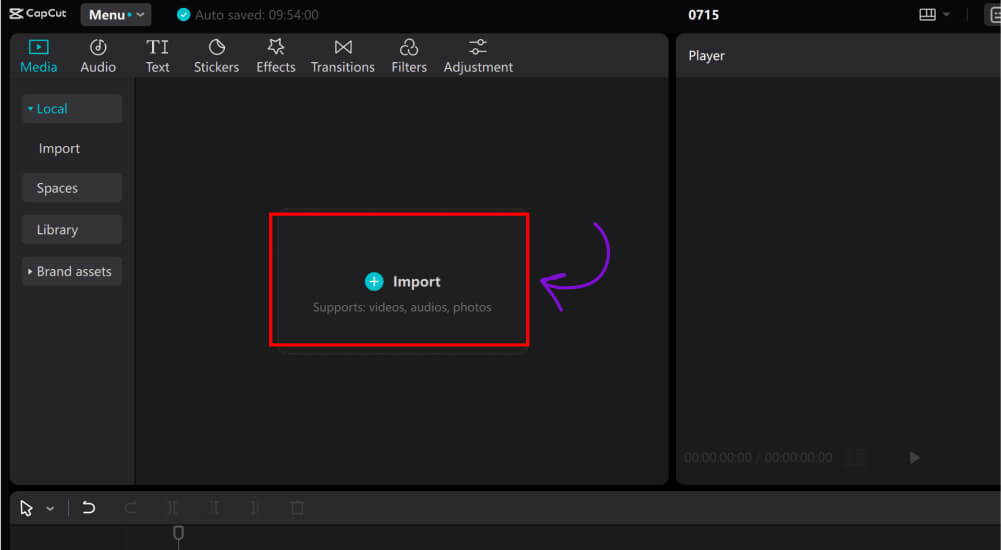 CapCut Menu Auto saved: 09:54:00 0715
Media Audio Text Stickers Effects Transitions Filters Adjustment
Player
Local
Import
Spaces
Library
Brand assets
Import
Supports: videos, audios, photos
00:00:00:00 / 00:00:00:00